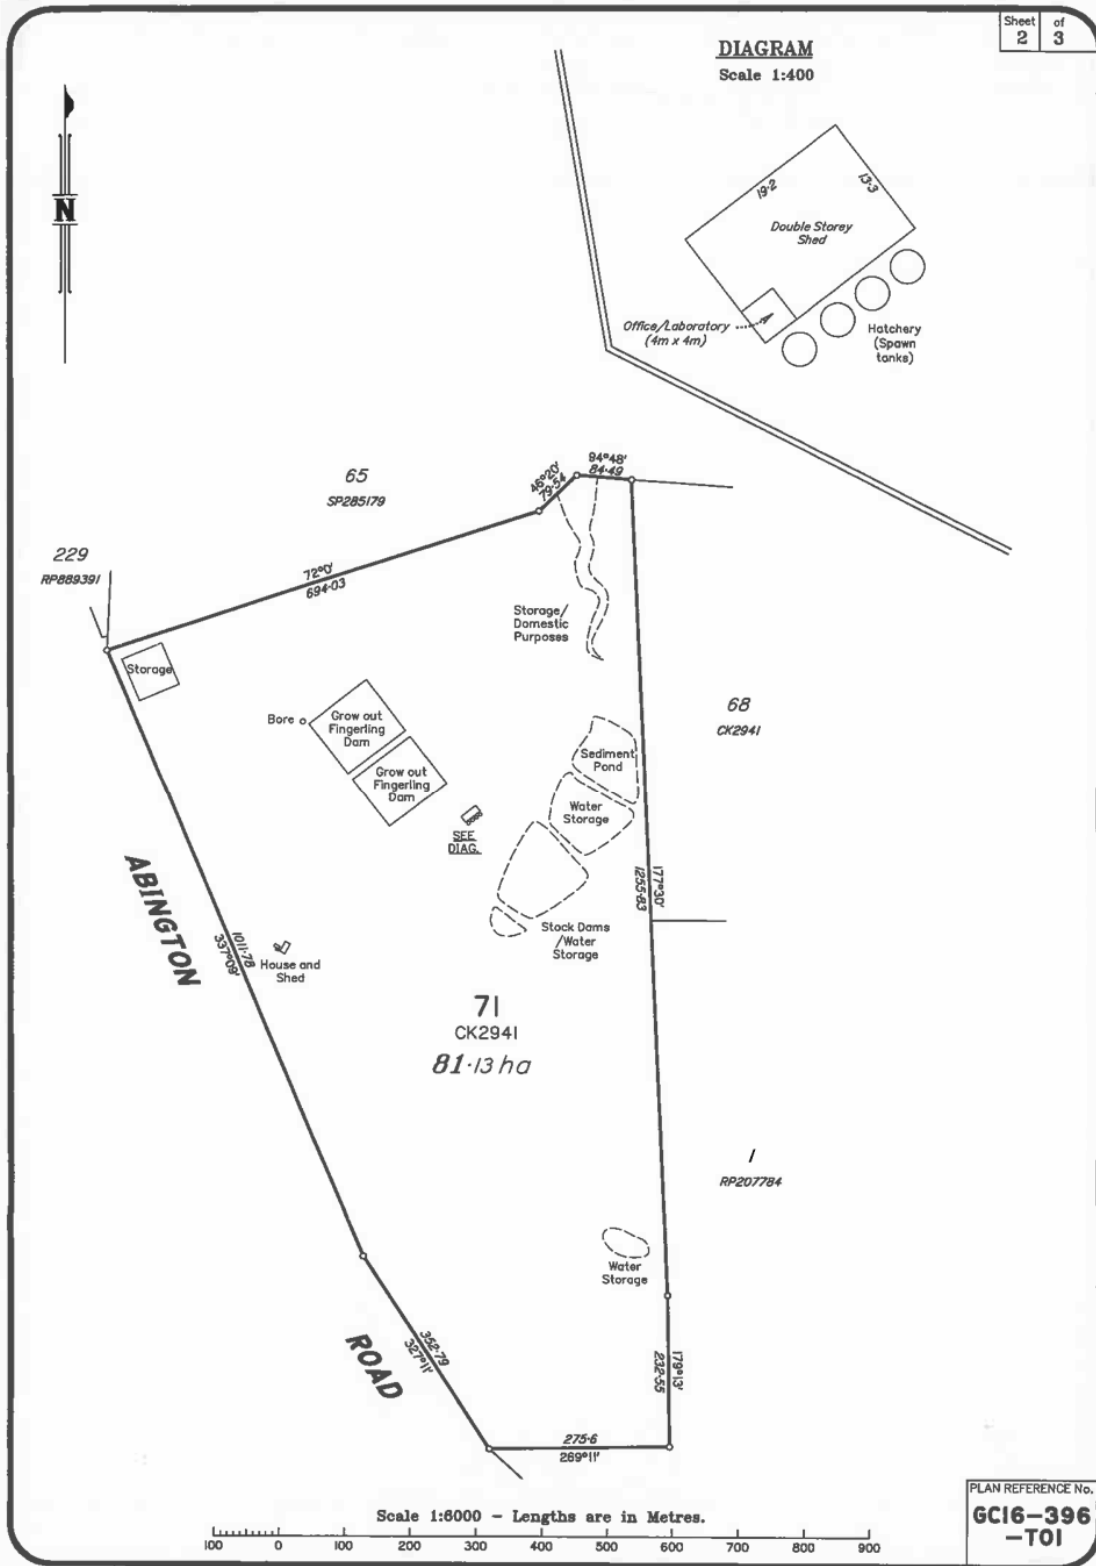 Sheet 2 of 3
DIAGRAM
Scale 1:400
N
19·2
13·3
Double Storey
Shed
Office/Laboratory
(4m x 4m)
Hatchery
(Spawn
tanks)
94°48'
84·49
46°20'
79·54
65
SP285179
229
RP889391
72°0'
694·03
Storage/
Domestic
Purposes
Storage
68
CK2941
Bore
Grow out
Fingerling
Dam
Grow out
Fingerling
Dam
Sediment
Pond
Water
Storage
SEE
DIAG.
177°30'
1255·83
ABINGTON
1011·78
337°09'
Stock Dams
/Water
Storage
House and
Shed
71
CK2941
81·13 ha
1
RP207784
Water
Storage
ROAD
352·79
327°11'
179°13'
232·55
275·6
269°11'
PLAN REFERENCE No.
GC16-396
-T01
Scale 1:6000 - Lengths are in Metres.
100 0 100 200 300 400 500 600 700 800 900